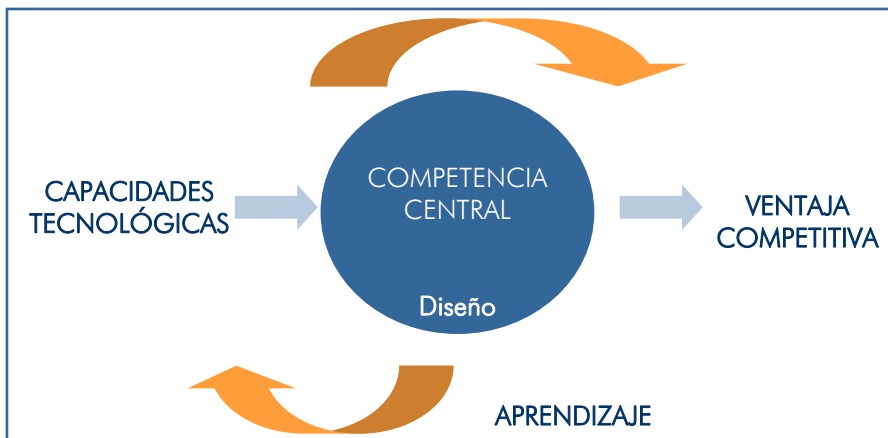 CAPACIDADES
TECNOLÓGICAS
COMPETENCIA
CENTRAL
Diseño
VENTAJA
COMPETITIVA
APRENDIZAJE